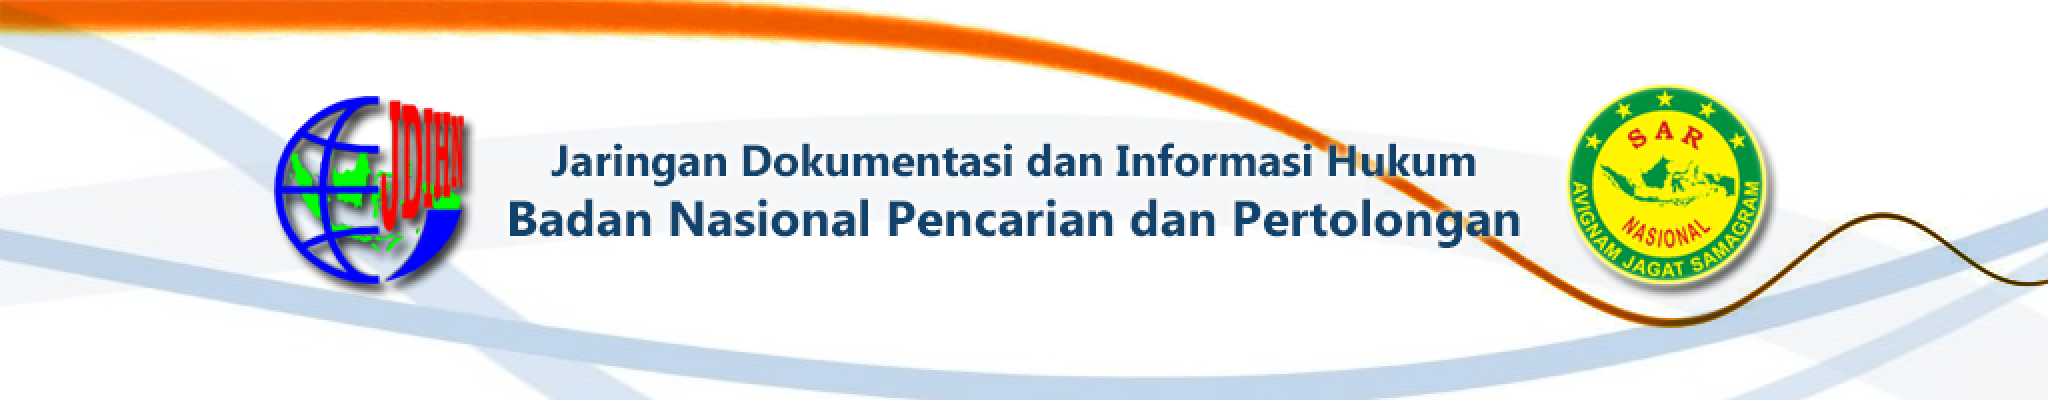 JDIHN
Jaringan Dokumentasi dan Informasi Hukum
Badan Nasional Pencarian dan Pertolongan
SAR
NASIONAL
AVIGNAM JAGAT SAMAGRAM